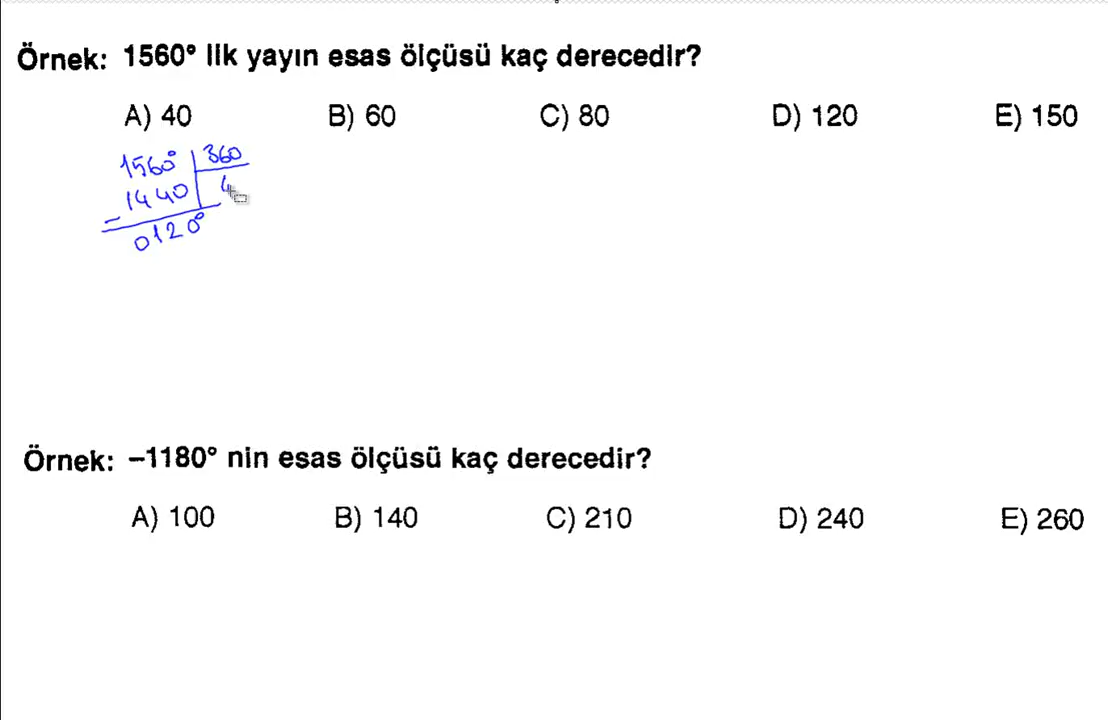 Örnek: 1560° lik yayın esas ölçüsü kaç derecedir?
A) 40 B) 60 C) 80 D) 120 E) 150
1560° 360
- 1440 4
0120°
Örnek: –1180° nin esas ölçüsü kaç derecedir?
A) 100 B) 140 C) 210 D) 240 E) 260